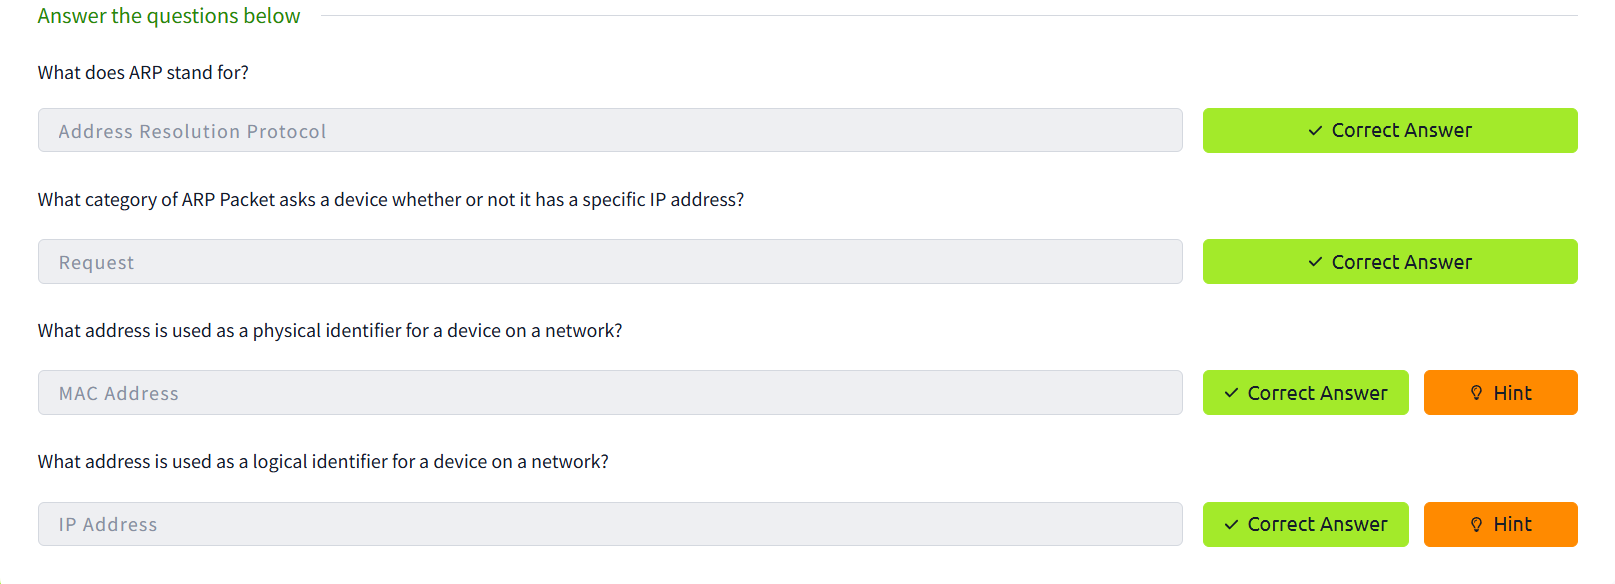 Answer the questions below
What does ARP stand for?
Address Resolution Protocol
Correct Answer
What category of ARP Packet asks a device whether or not it has a specific IP address?
Request
Correct Answer
What address is used as a physical identifier for a device on a network?
MAC Address
Correct Answer
Hint
What address is used as a logical identifier for a device on a network?
IP Address
Correct Answer
Hint